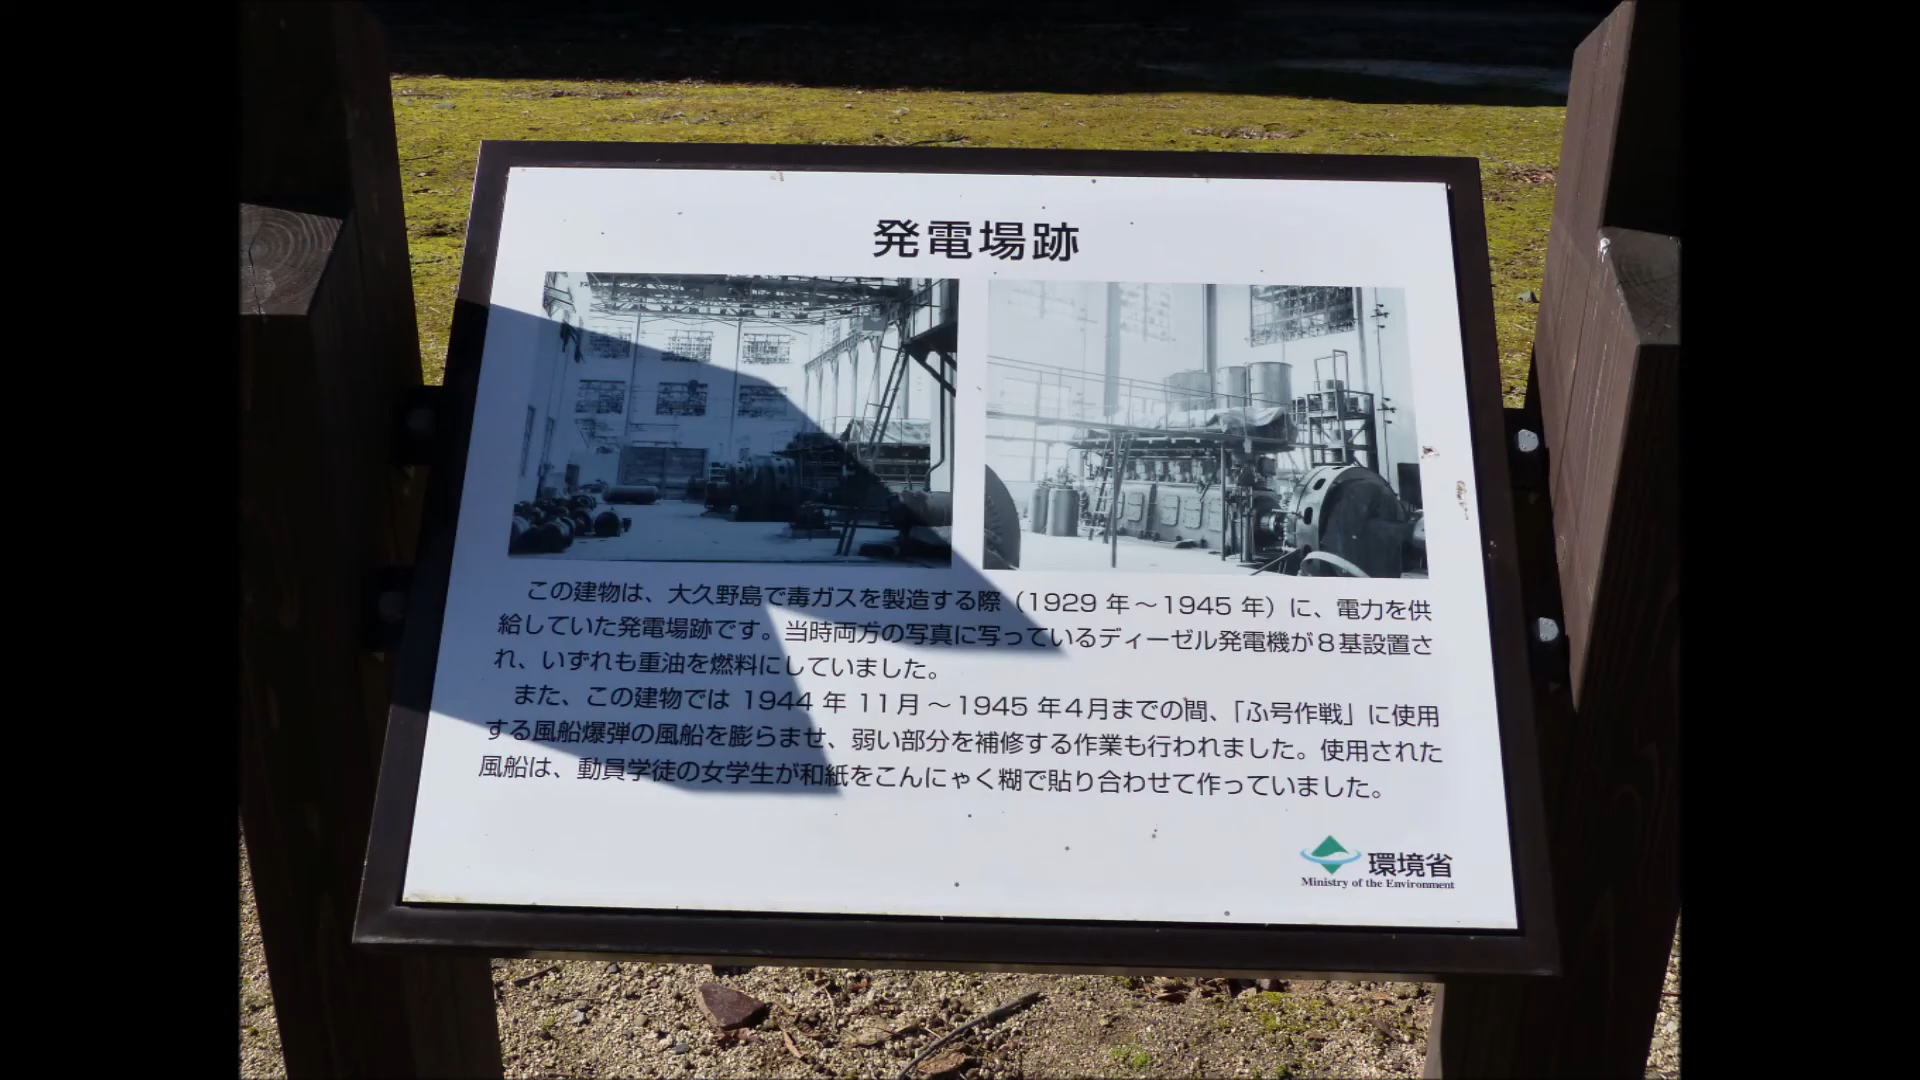 発電場跡
この建物は、大久野島で毒ガスを製造する際（1929 年～1945 年）に、電力を供
給していた発電場跡です。当時両方の写真に写っているディーゼル発電機が８基設置さ
れ、いずれも重油を燃料にしていました。
また、この建物では 1944 年 11月～1945 年４月までの間、「ふ号作戦」に使用
する風船爆弾の風船を膨らませ、弱い部分を補修する作業も行われました。使用された
風船は、動員学徒の女学生が和紙をこんにゃく糊で貼り合わせて作っていました。
環境省
Ministry of the Environment